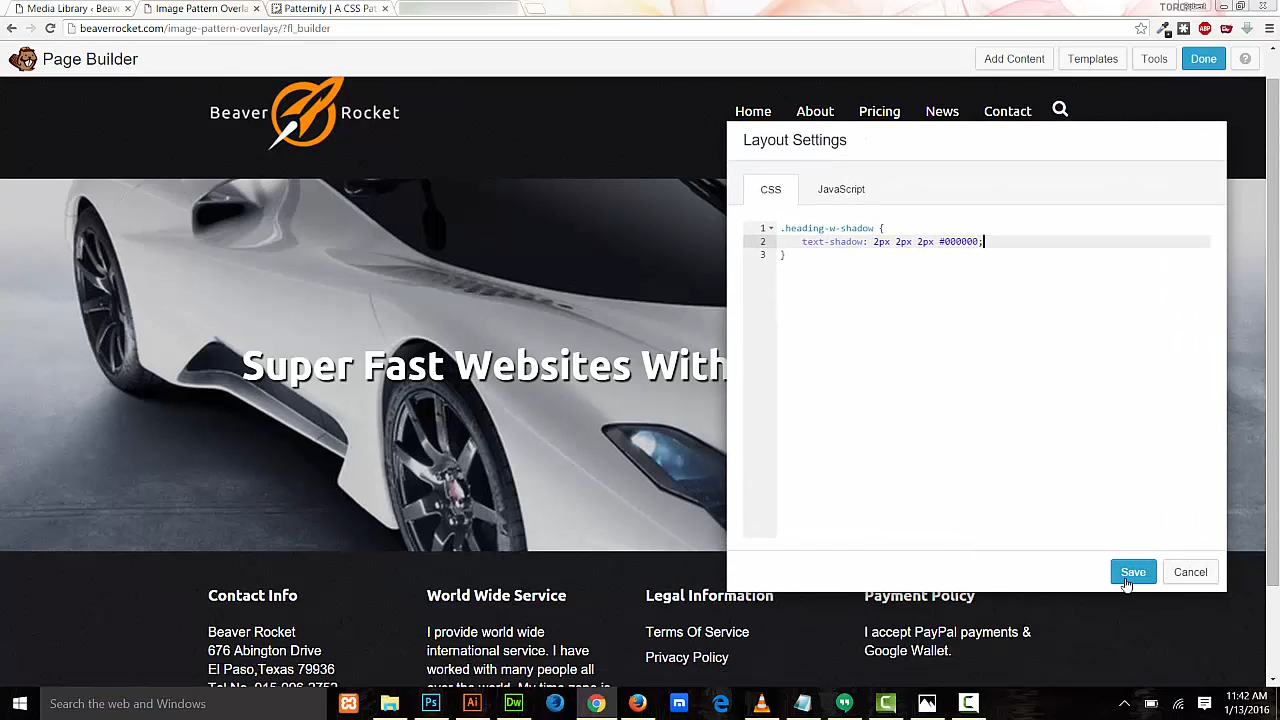 Media Library ‹ Beav
Image Pattern Overla
Patternify | A CSS Pat
beaverrocket.com/image-pattern-overlays/?fl_builder
ABP
Page Builder
Add Content
Templates
Tools
Done
?
Beaver Rocket
Home
About
Pricing
News
Contact
Layout Settings
CSS
JavaScript
1 .heading-w-shadow {
2 text-shadow: 2px 2px 2px #000000;
3 }
Super Fast Websites With
Save
Cancel
Contact Info
Beaver Rocket
676 Abington Drive
El Paso,Texas 79936
World Wide Service
I provide world wide
international service. I have
worked with many people all
Legal Information
Terms Of Service
Privacy Policy
Payment Policy
I accept PayPal payments &
Google Wallet.
Search the web and Windows
Ps
Ai
Dw
11:42 AM
1/13/2016